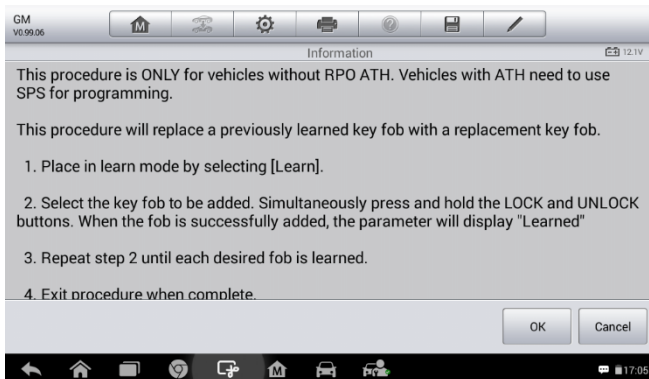 GM
V0.99.06
Information
12.1V
This procedure is ONLY for vehicles without RPO ATH. Vehicles with ATH need to use
SPS for programming.
This procedure will replace a previously learned key fob with a replacement key fob.
1. Place in learn mode by selecting [Learn].
2. Select the key fob to be added. Simultaneously press and hold the LOCK and UNLOCK
buttons. When the fob is successfully added, the parameter will display "Learned"
3. Repeat step 2 until each desired fob is learned.
4. Exit procedure when complete.
OK
Cancel
17:05